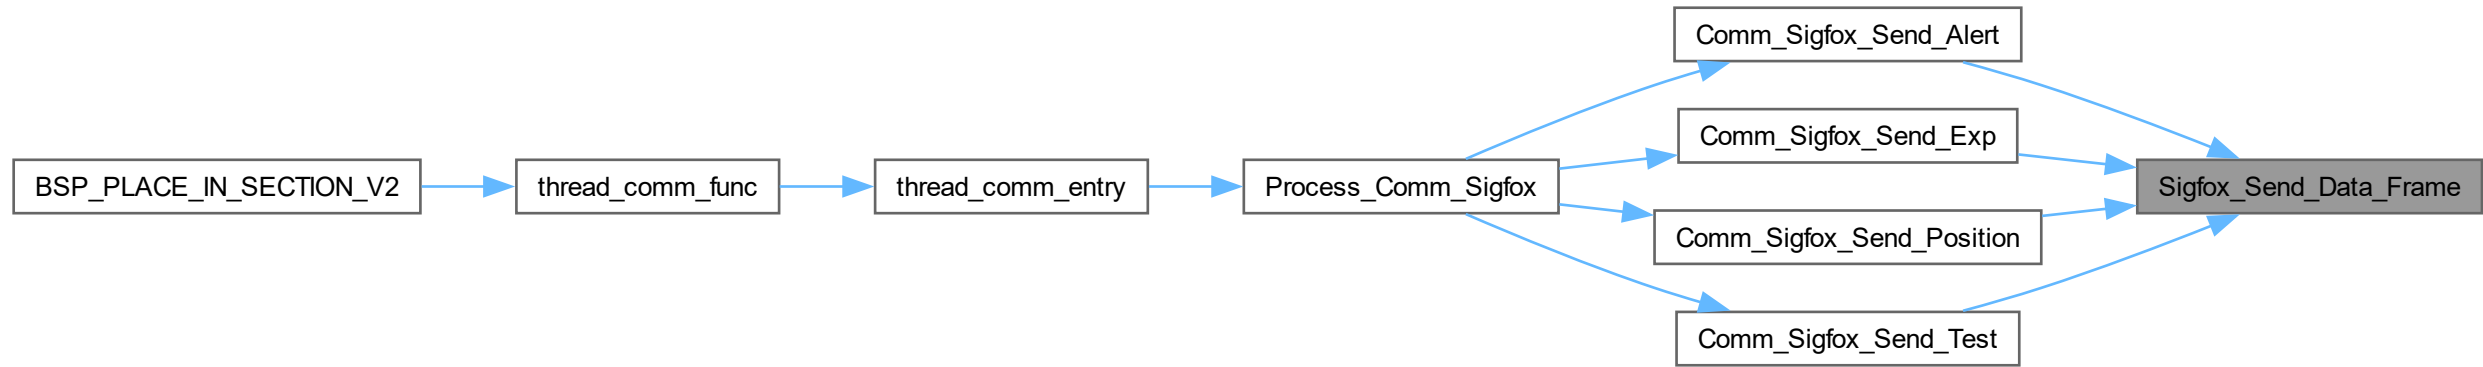 Comm_Sigfox_Send_Alert
Comm_Sigfox_Send_Exp
BSP_PLACE_IN_SECTION_V2
thread_comm_func
thread_comm_entry
Process_Comm_Sigfox
Sigfox_Send_Data_Frame
Comm_Sigfox_Send_Position
Comm_Sigfox_Send_Test